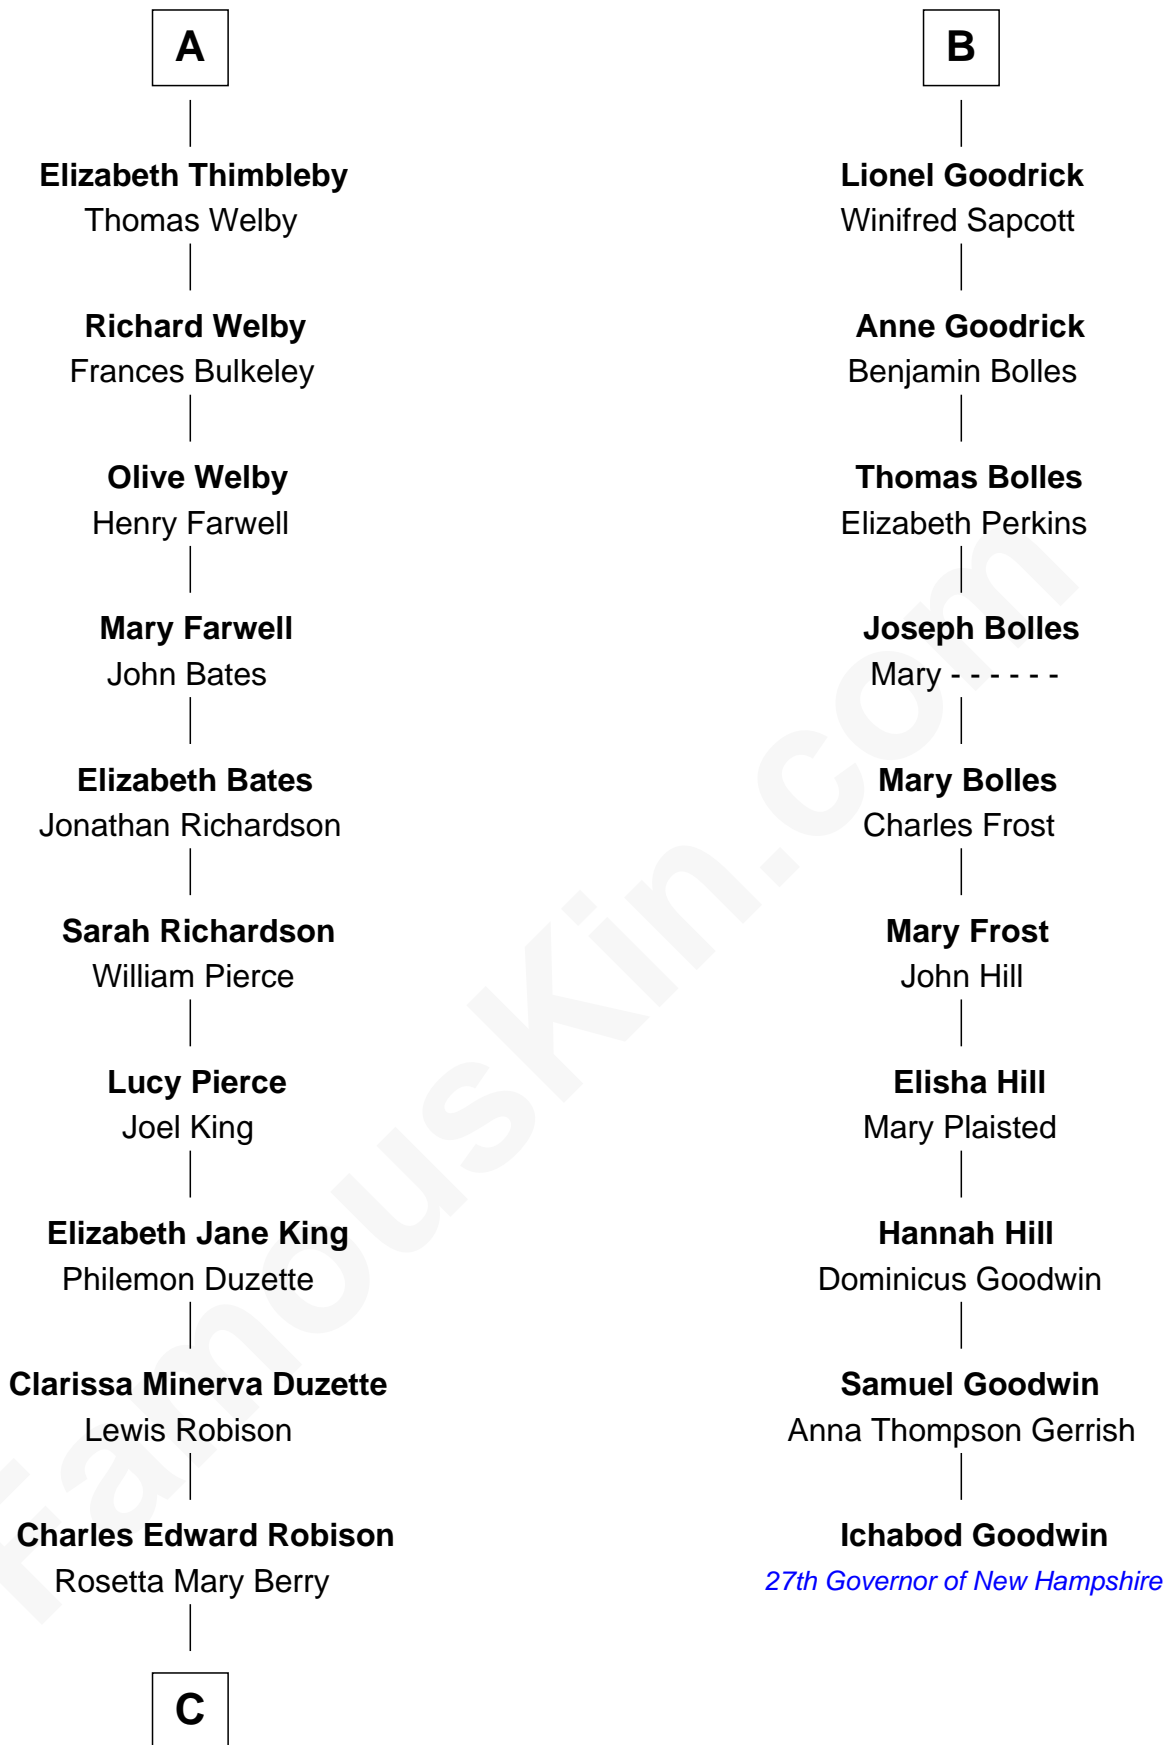 A
Elizabeth Thimbleby
Thomas Welby
Richard Welby
Frances Bulkeley
Olive Welby
Henry Farwell
Mary Farwell
John Bates
Elizabeth Bates
Jonathan Richardson
Sarah Richardson
William Pierce
Lucy Pierce
Joel King
Elizabeth Jane King
Philemon Duzette
Clarissa Minerva Duzette
Lewis Robison
Charles Edward Robison
Rosetta Mary Berry
C
B
Lionel Goodrick
Winifred Sapcott
Anne Goodrick
Benjamin Bolles
Thomas Bolles
Elizabeth Perkins
Joseph Bolles
Mary - - - - - -
Mary Bolles
Charles Frost
Mary Frost
John Hill
Elisha Hill
Mary Plaisted
Hannah Hill
Dominicus Goodwin
Samuel Goodwin
Anna Thompson Gerrish
Ichabod Goodwin
27th Governor of New Hampshire
FamousKin.com